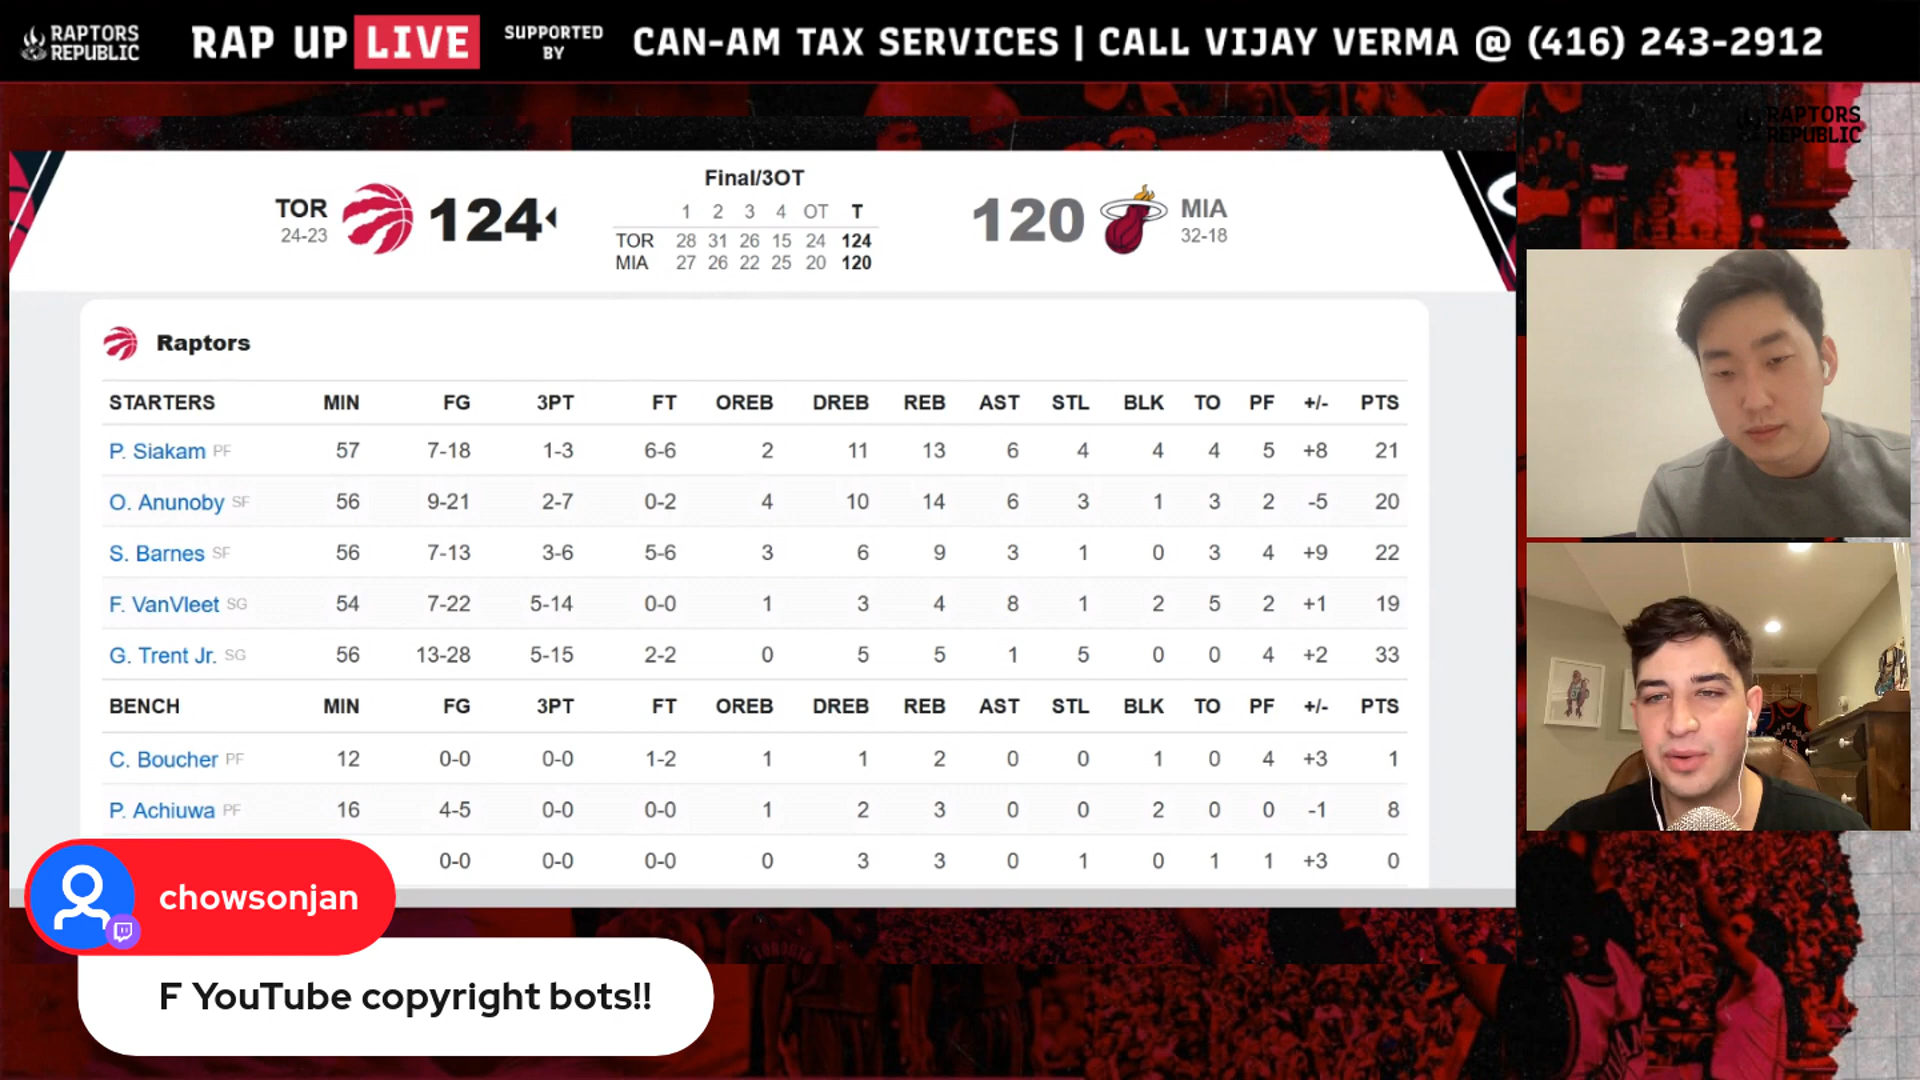 RAPTORS
REPUBLIC
RAP UP LIVE
SUPPORTED
BY
CAN-AM TAX SERVICES | CALL VIJAY VERMA @ (416) 243-2912
RAPTORS
REPUBLIC
Final/3OT
TOR
24-23
124
1 2 3 4 OT T
TOR 28 31 26 15 24 124
MIA 27 26 22 25 20 120
120
MIA
32-18
Raptors
STARTERS MIN FG 3PT FT OREB DREB REB AST STL BLK TO PF +/- PTS
P. Siakam PF 57 7-18 1-3 6-6 2 11 13 6 4 4 4 5 +8 21
O. Anunoby SF 56 9-21 2-7 0-2 4 10 14 6 3 1 3 2 -5 20
S. Barnes SF 56 7-13 3-6 5-6 3 6 9 3 1 0 3 4 +9 22
F. VanVleet SG 54 7-22 5-14 0-0 1 3 4 8 1 2 5 2 +1 19
G. Trent Jr. SG 56 13-28 5-15 2-2 0 5 5 1 5 0 0 4 +2 33
BENCH MIN FG 3PT FT OREB DREB REB AST STL BLK TO PF +/- PTS
C. Boucher PF 12 0-0 0-0 1-2 1 1 2 0 0 1 0 4 +3 1
P. Achiuwa PF 16 4-5 0-0 0-0 1 2 3 0 0 2 0 0 -1 8
0-0 0-0 0-0 0 3 3 0 1 0 1 1 +3 0
chowsonjan
F YouTube copyright bots!!